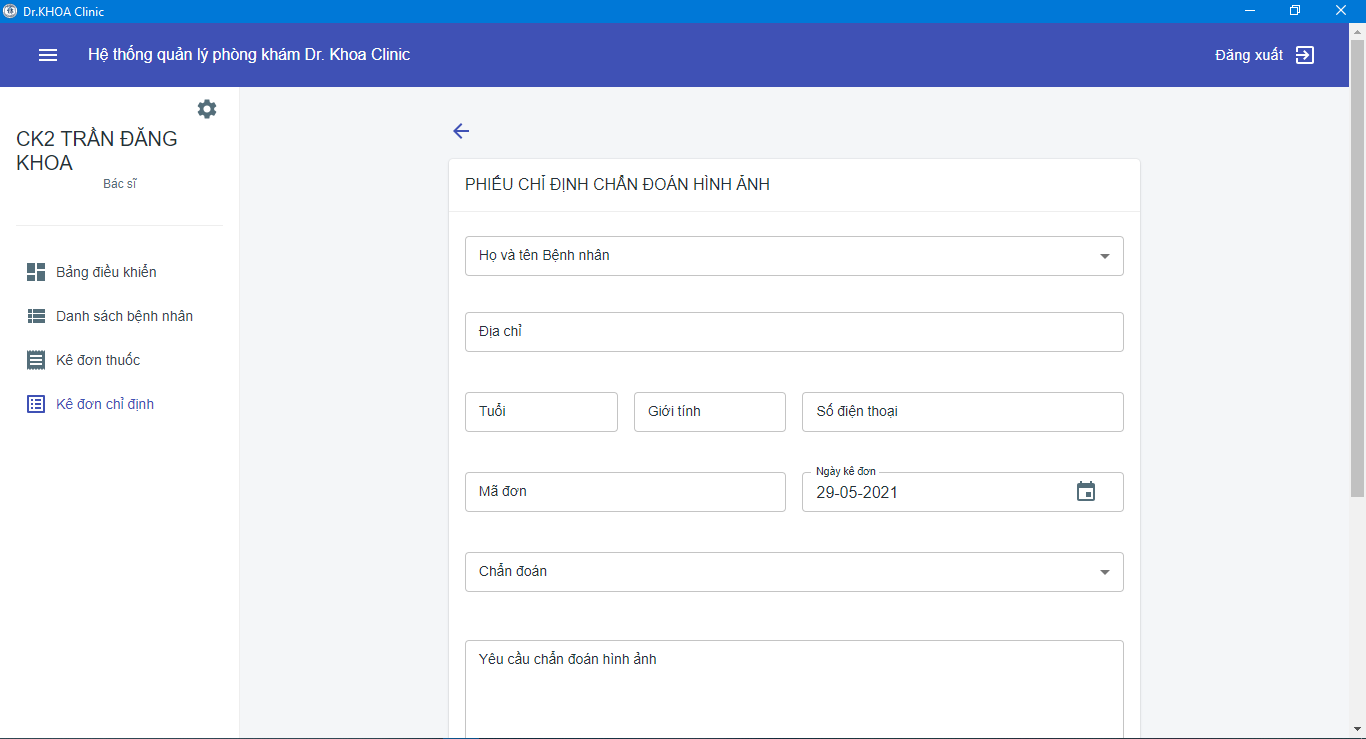 Dr.KHOA Clinic
Hệ thống quản lý phòng khám Dr. Khoa Clinic
Đăng xuất
CK2 TRẦN ĐĂNG
KHOA
Bác sĩ
Bảng điều khiển
Danh sách bệnh nhân
Kê đơn thuốc
Kê đơn chỉ định
PHIẾU CHỈ ĐỊNH CHẨN ĐOÁN HÌNH ẢNH
Họ và tên Bệnh nhân
Địa chỉ
Tuổi
Giới tính
Số điện thoại
Mã đơn
Ngày kê đơn
29-05-2021
Chẩn đoán
Yêu cầu chẩn đoán hình ảnh